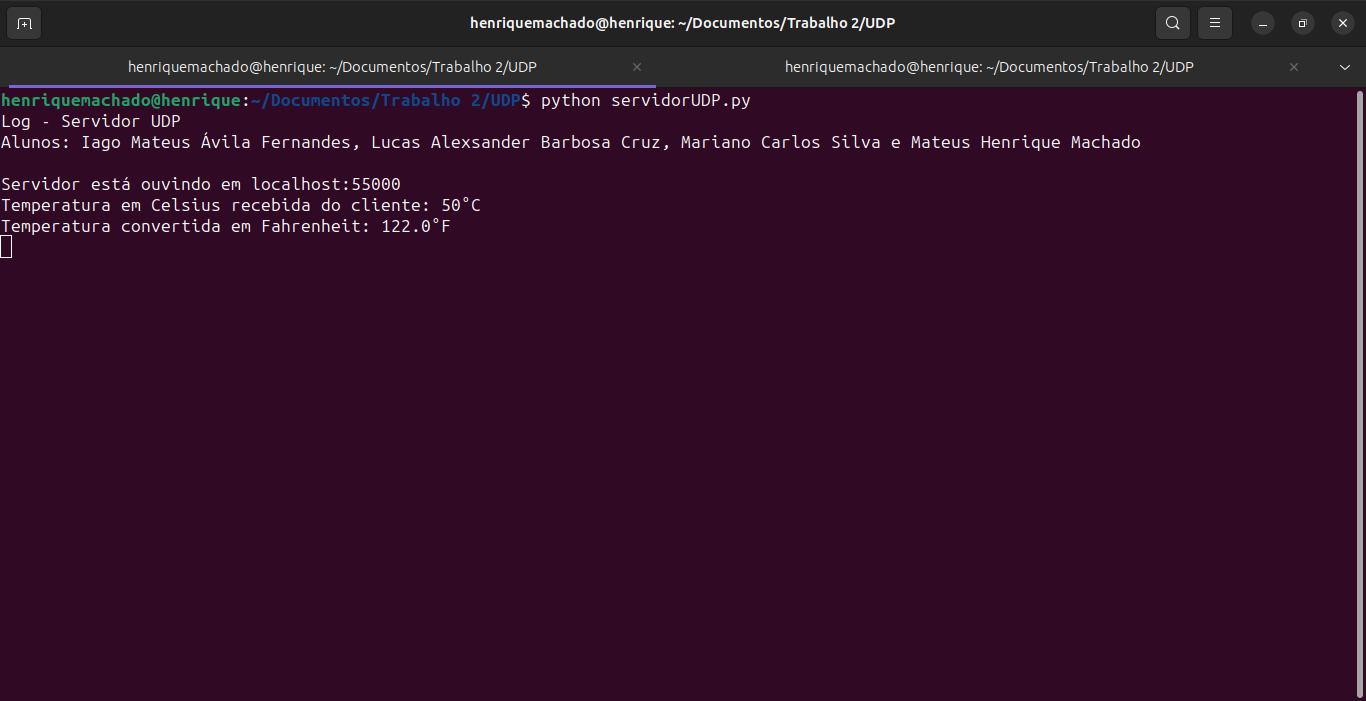 henriquemachado@henrique: ~/Documentos/Trabalho 2/UDP
henriquemachado@henrique: ~/Documentos/Trabalho 2/UDP
henriquemachado@henrique: ~/Documentos/Trabalho 2/UDP
henriquemachado@henrique:~/Documentos/Trabalho 2/UDP$ python servidorUDP.py
Log - Servidor UDP
Alunos: Iago Mateus Ávila Fernandes, Lucas Alexsander Barbosa Cruz, Mariano Carlos Silva e Mateus Henrique Machado
Servidor está ouvindo em localhost:55000
Temperatura em Celsius recebida do cliente: 50°C
Temperatura convertida em Fahrenheit: 122.0°F